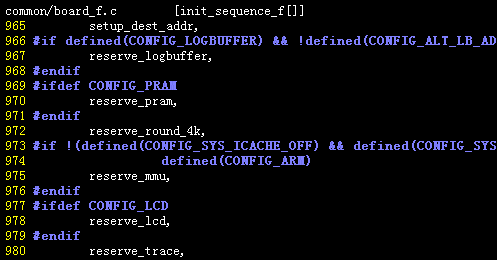 common/board_f.c [init_sequence_f[]]
965 setup_dest_addr,
966 #if defined(CONFIG_LOGBUFFER) && !defined(CONFIG_ALT_LB_AD
967 reserve_logbuffer,
968 #endif
969 #ifdef CONFIG_PRAM
970 reserve_pram,
971 #endif
972 reserve_round_4k,
973 #if !(defined(CONFIG_SYS_ICACHE_OFF) && defined(CONFIG_SYS
974 defined(CONFIG_ARM)
975 reserve_mmu,
976 #endif
977 #ifdef CONFIG_LCD
978 reserve_lcd,
979 #endif
980 reserve_trace,